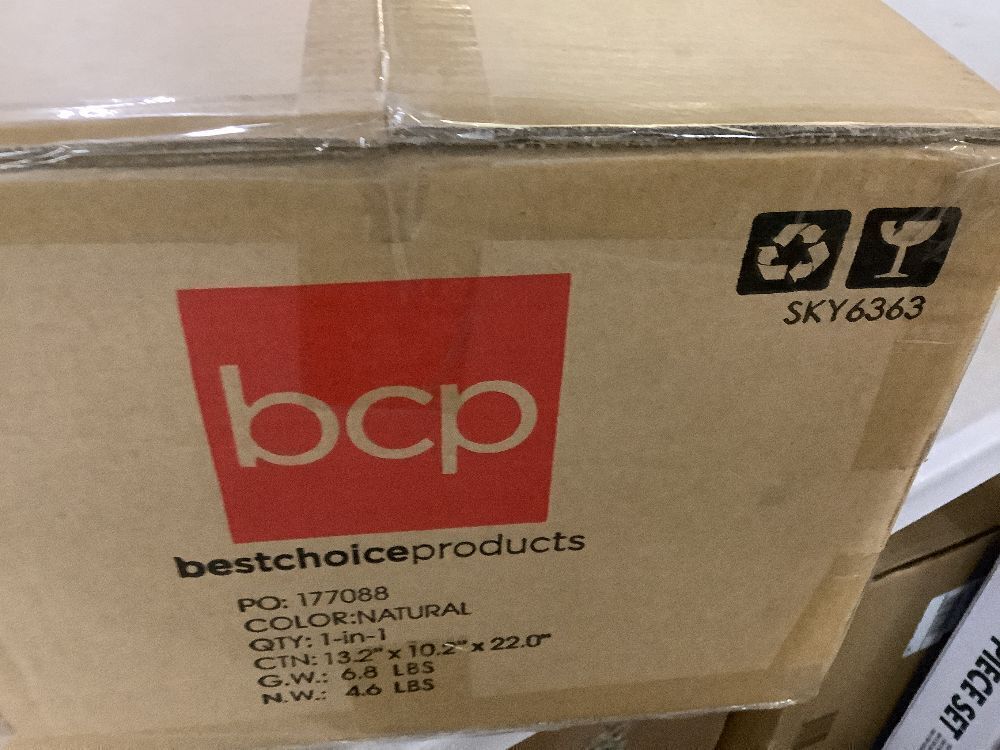 SKY6363
bcp
bestchoiceproducts
PO: 177088
COLOR:NATURAL
QTY: 1-in-1
CTN: 13.2" x 10.2" x 22.0"
G.W.: 6.8 LBS
N.W.: 4.6 LBS
PIECE SET